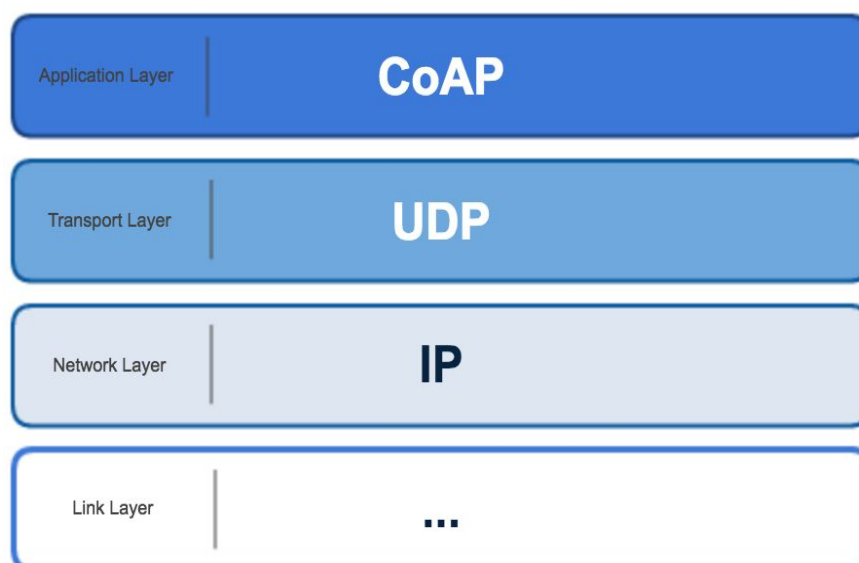 Application Layer CoAP
Transport Layer UDP
Network Layer IP
Link Layer ...